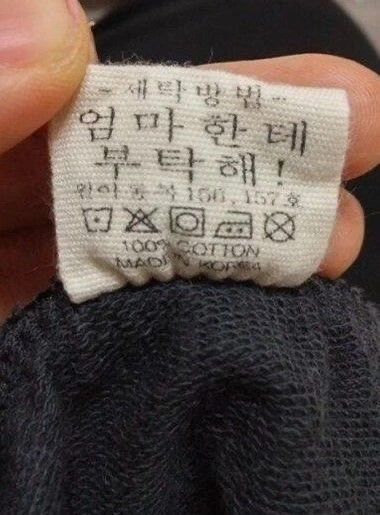 - 세탁방법 -
엄마한테
부탁해!
156, 157호
100% COTTON
MADE IN KOREA